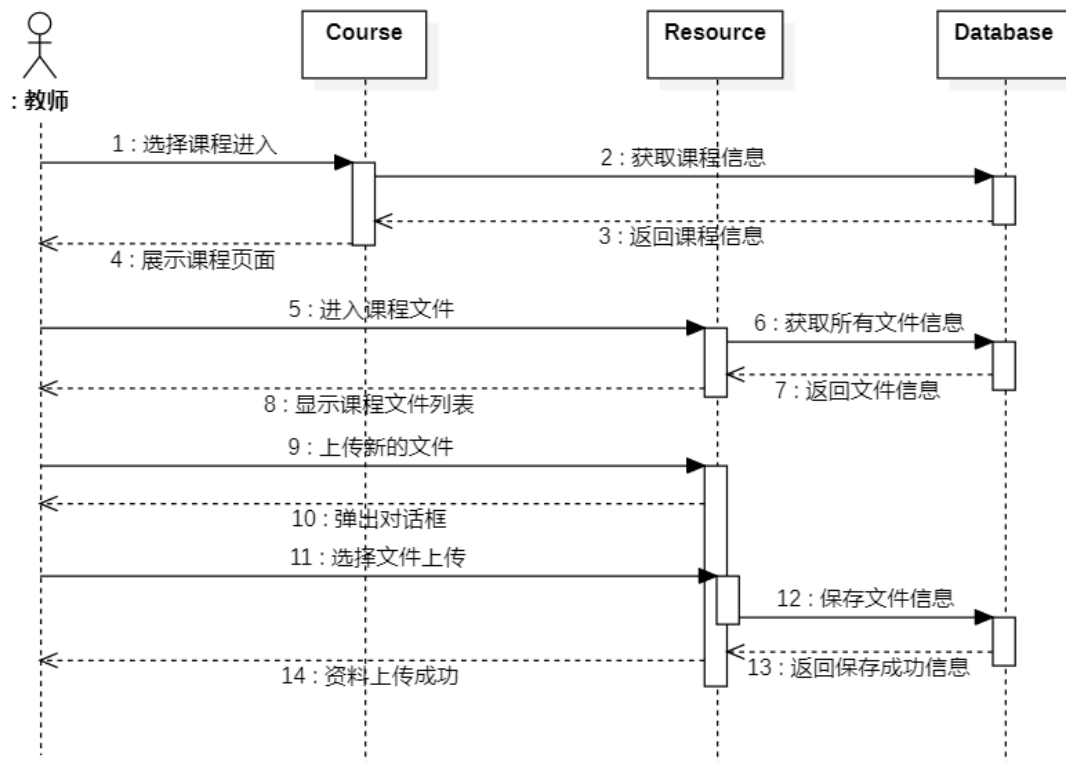 Course
Resource
Database
: 教师
1 : 选择课程进入
2 : 获取课程信息
3 : 返回课程信息
4 : 展示课程页面
5 : 进入课程文件
6 : 获取所有文件信息
7 : 返回文件信息
8 : 显示课程文件列表
9 : 上传新的文件
10 : 弹出对话框
11 : 选择文件上传
12 : 保存文件信息
13 : 返回保存成功信息
14 : 资料上传成功